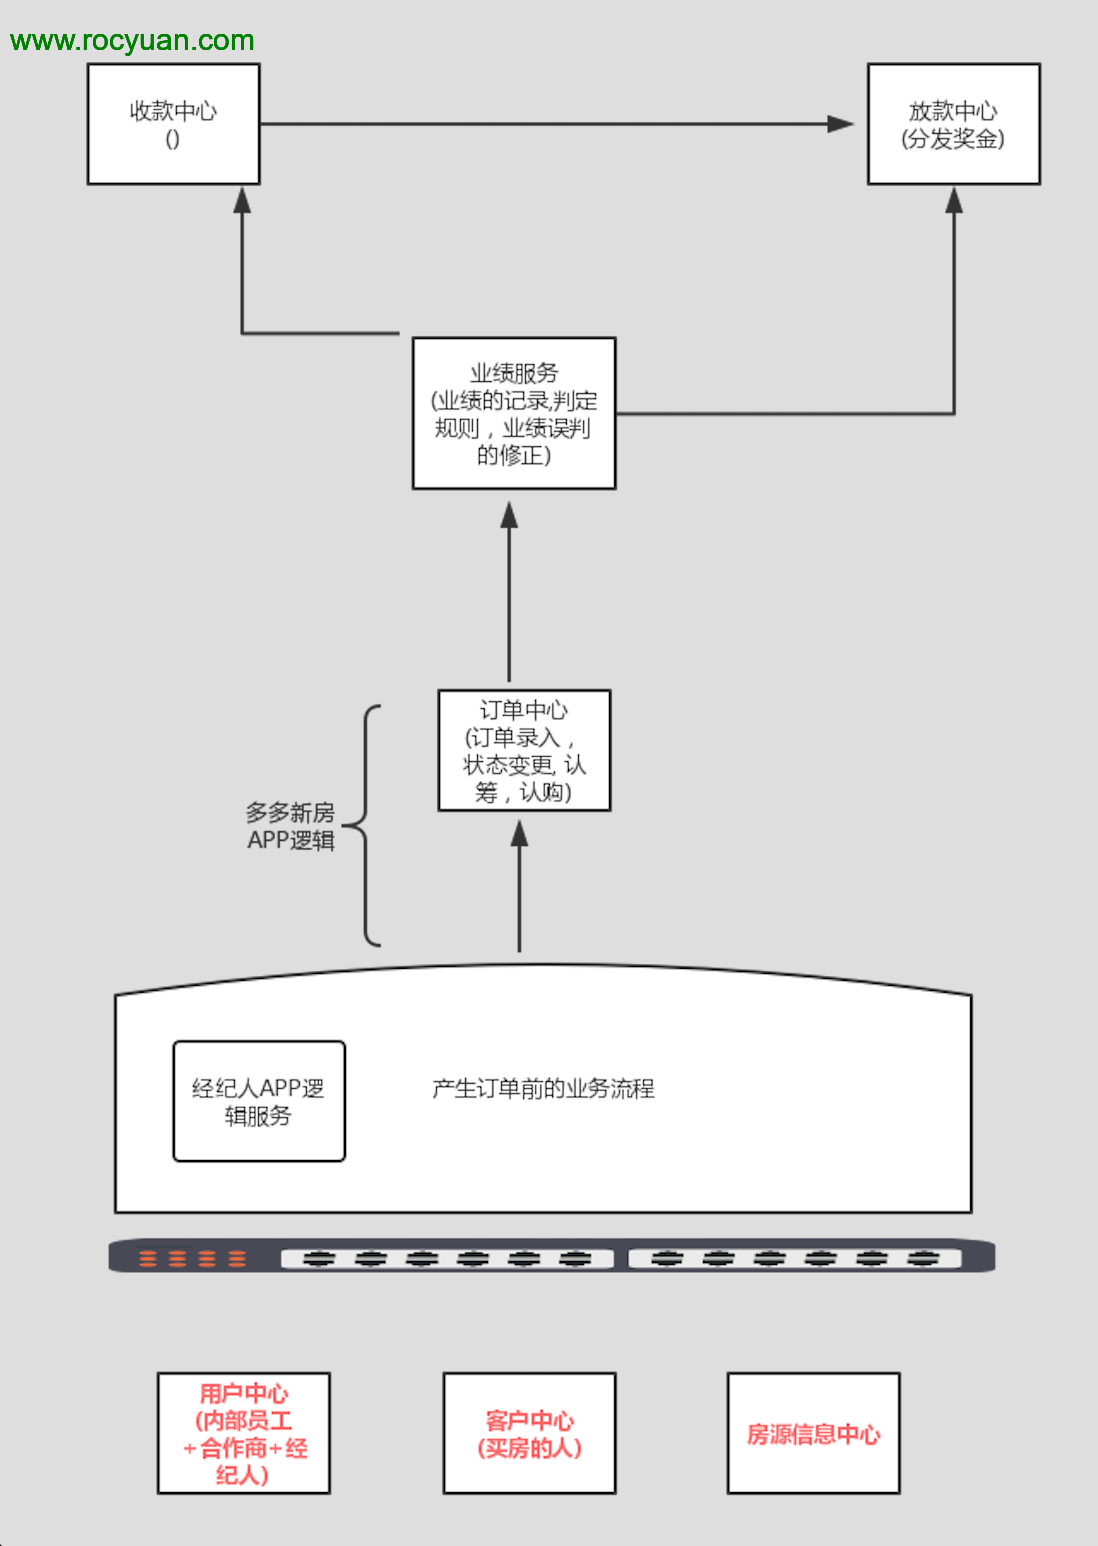 www.rocyuan.com
收款中心
()
放款中心
(分发奖金)
业绩服务
(业绩的记录,判定
规则，业绩误判
的修正)
订单中心
(订单录入，
状态变更, 认
筹，认购)
多多新房
APP逻辑
经纪人APP逻
辑服务
产生订单前的业务流程
用户中心
(内部员工
+合作商+经
纪人)
客户中心
(买房的人)
房源信息中心